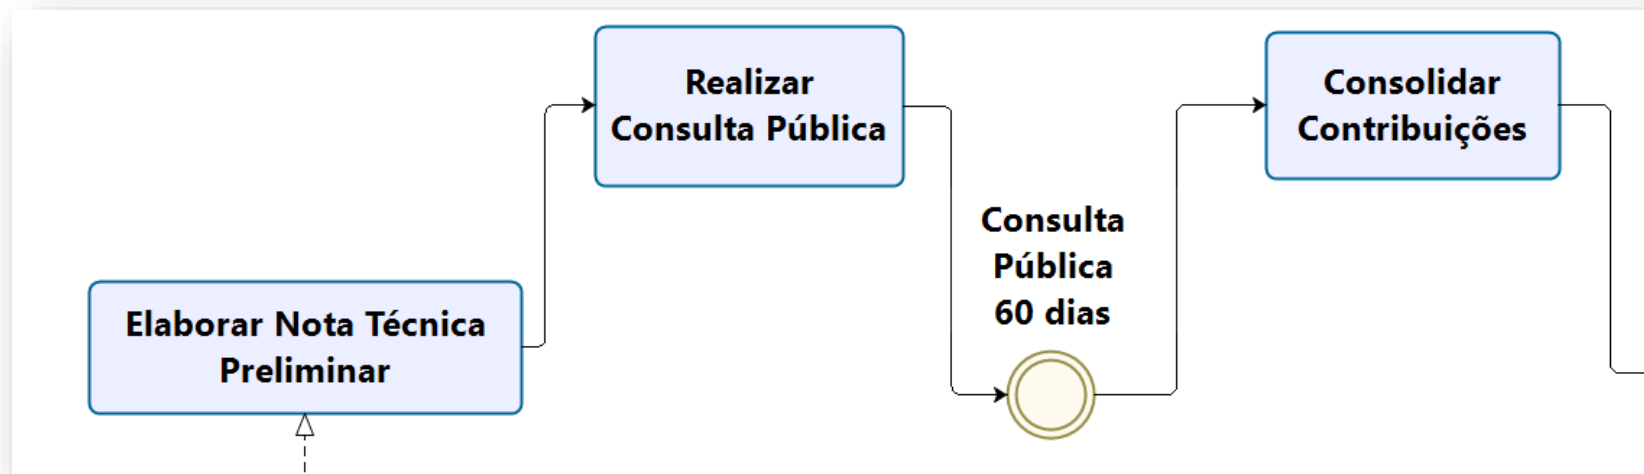 Realizar
Consulta Pública
Consolidar
Contribuições
Consulta
Pública
60 dias
Elaborar Nota Técnica
Preliminar